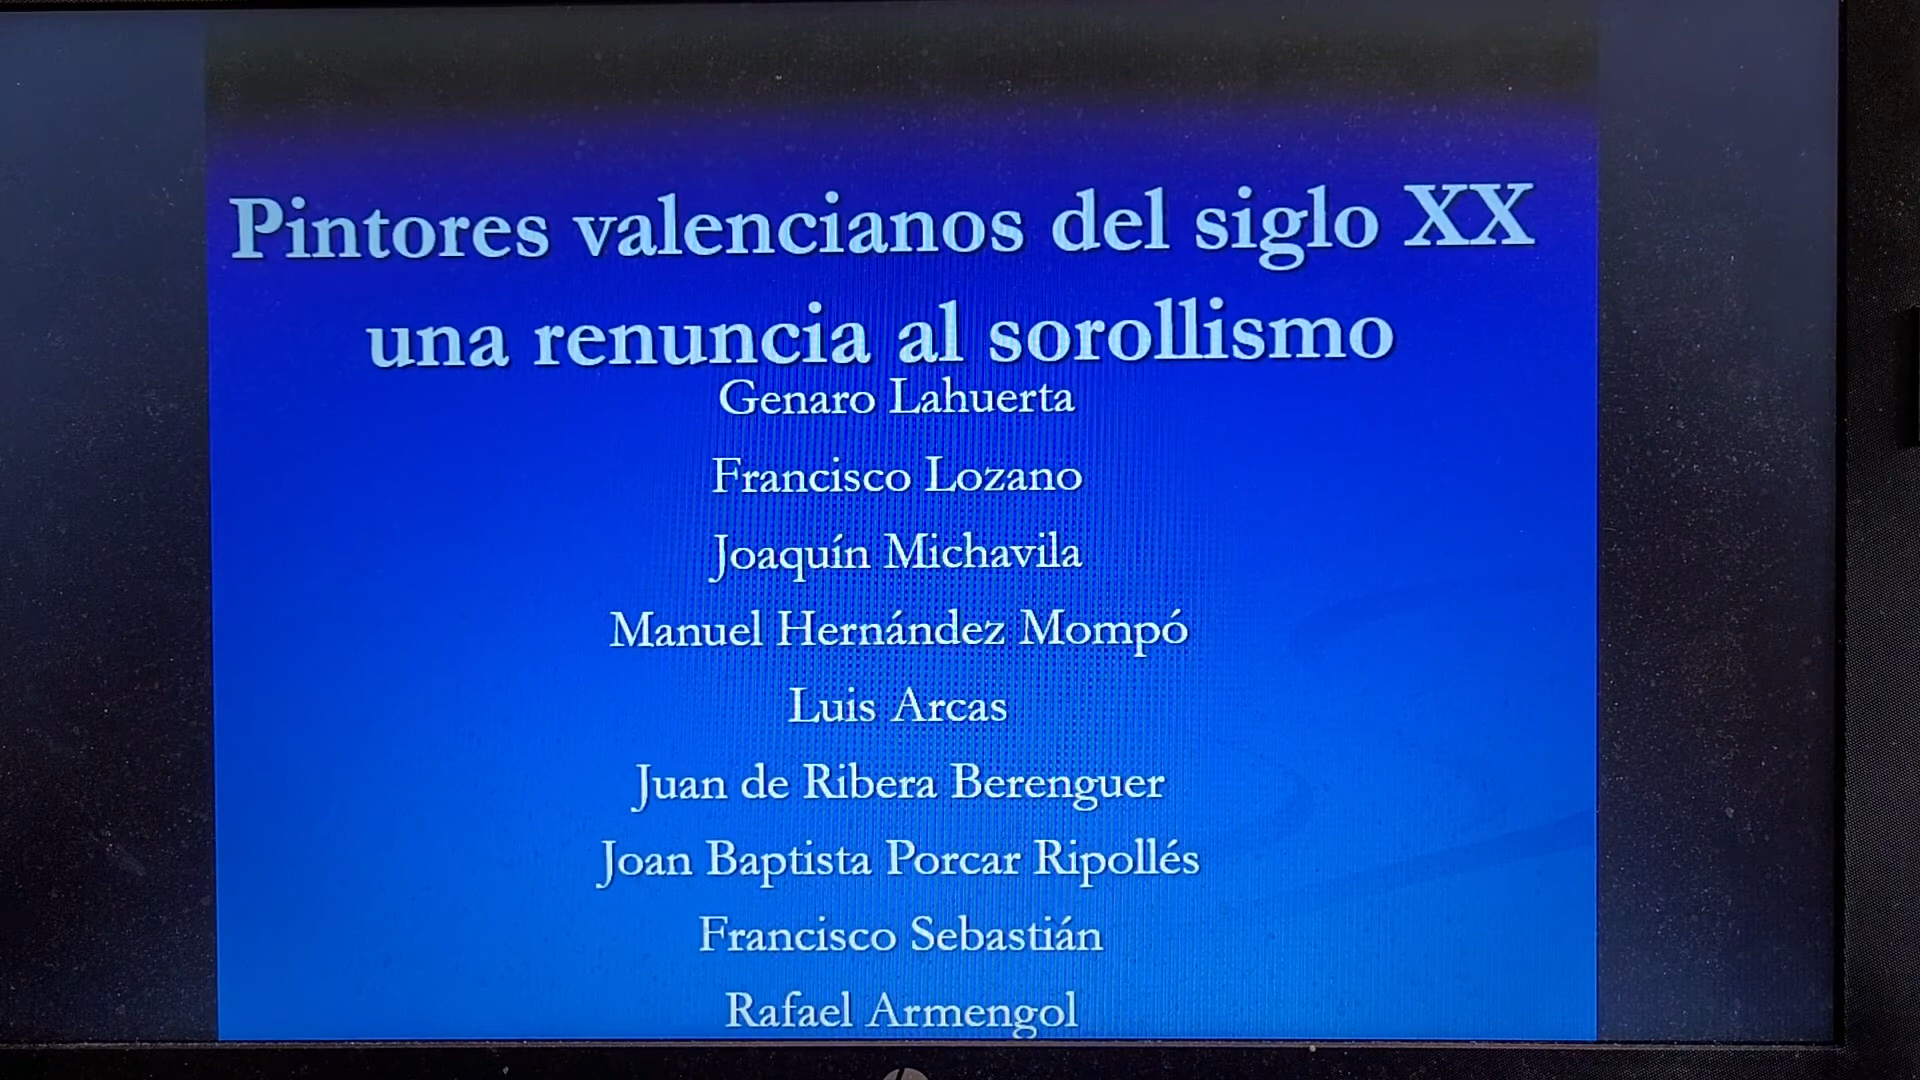 Pintores valencianos del siglo XX
una renuncia al sorollismo
Genaro Lahuerta
Francisco Lozano
Joaquín Michavila
Manuel Hernández Mompó
Luis Arcas
Juan de Ribera Berenguer
Joan Baptista Porcar Ripollés
Francisco Sebastián
Rafael Armengol